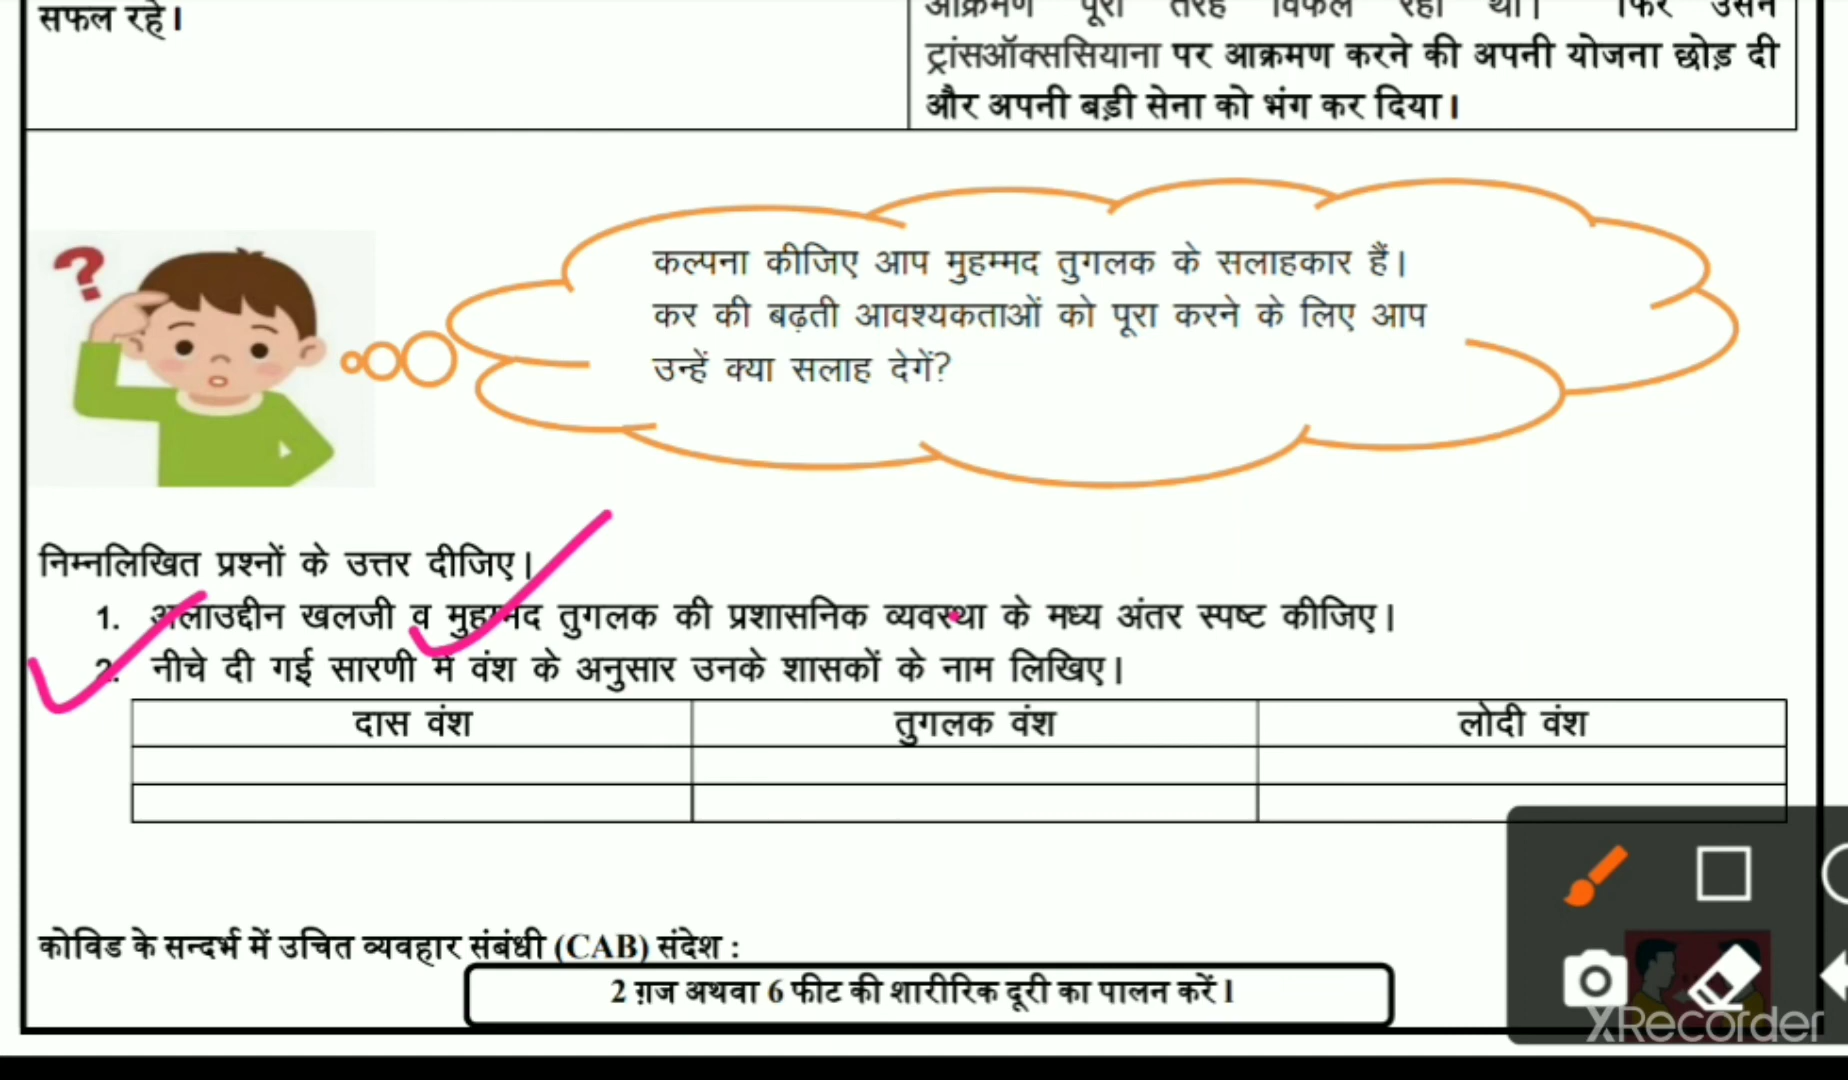 सफल रहे।
आक्रमण पूरी तरह विफल रहा था। फिर उसने
ट्रांसऑक्ससियाना पर आक्रमण करने की अपनी योजना छोड़ दी
और अपनी बड़ी सेना को भंग कर दिया।
?
कल्पना कीजिए आप मुहम्मद तुगलक के सलाहकार हैं।
कर की बढ़ती आवश्यकताओं को पूरा करने के लिए आप
उन्हें क्या सलाह देगें?
निम्नलिखित प्रश्नों के उत्तर दीजिए।
1. अलाउद्दीन खलजी व मुहम्मद तुगलक की प्रशासनिक व्यवस्था के मध्य अंतर स्पष्ट कीजिए।
2. नीचे दी गई सारणी में वंश के अनुसार उनके शासकों के नाम लिखिए।
दास वंश तुगलक वंश लोदी वंश
कोविड के सन्दर्भ में उचित व्यवहार संबंधी (CAB) संदेश :
2 ग़ज अथवा 6 फीट की शारीरिक दूरी का पालन करें।
XRecorder